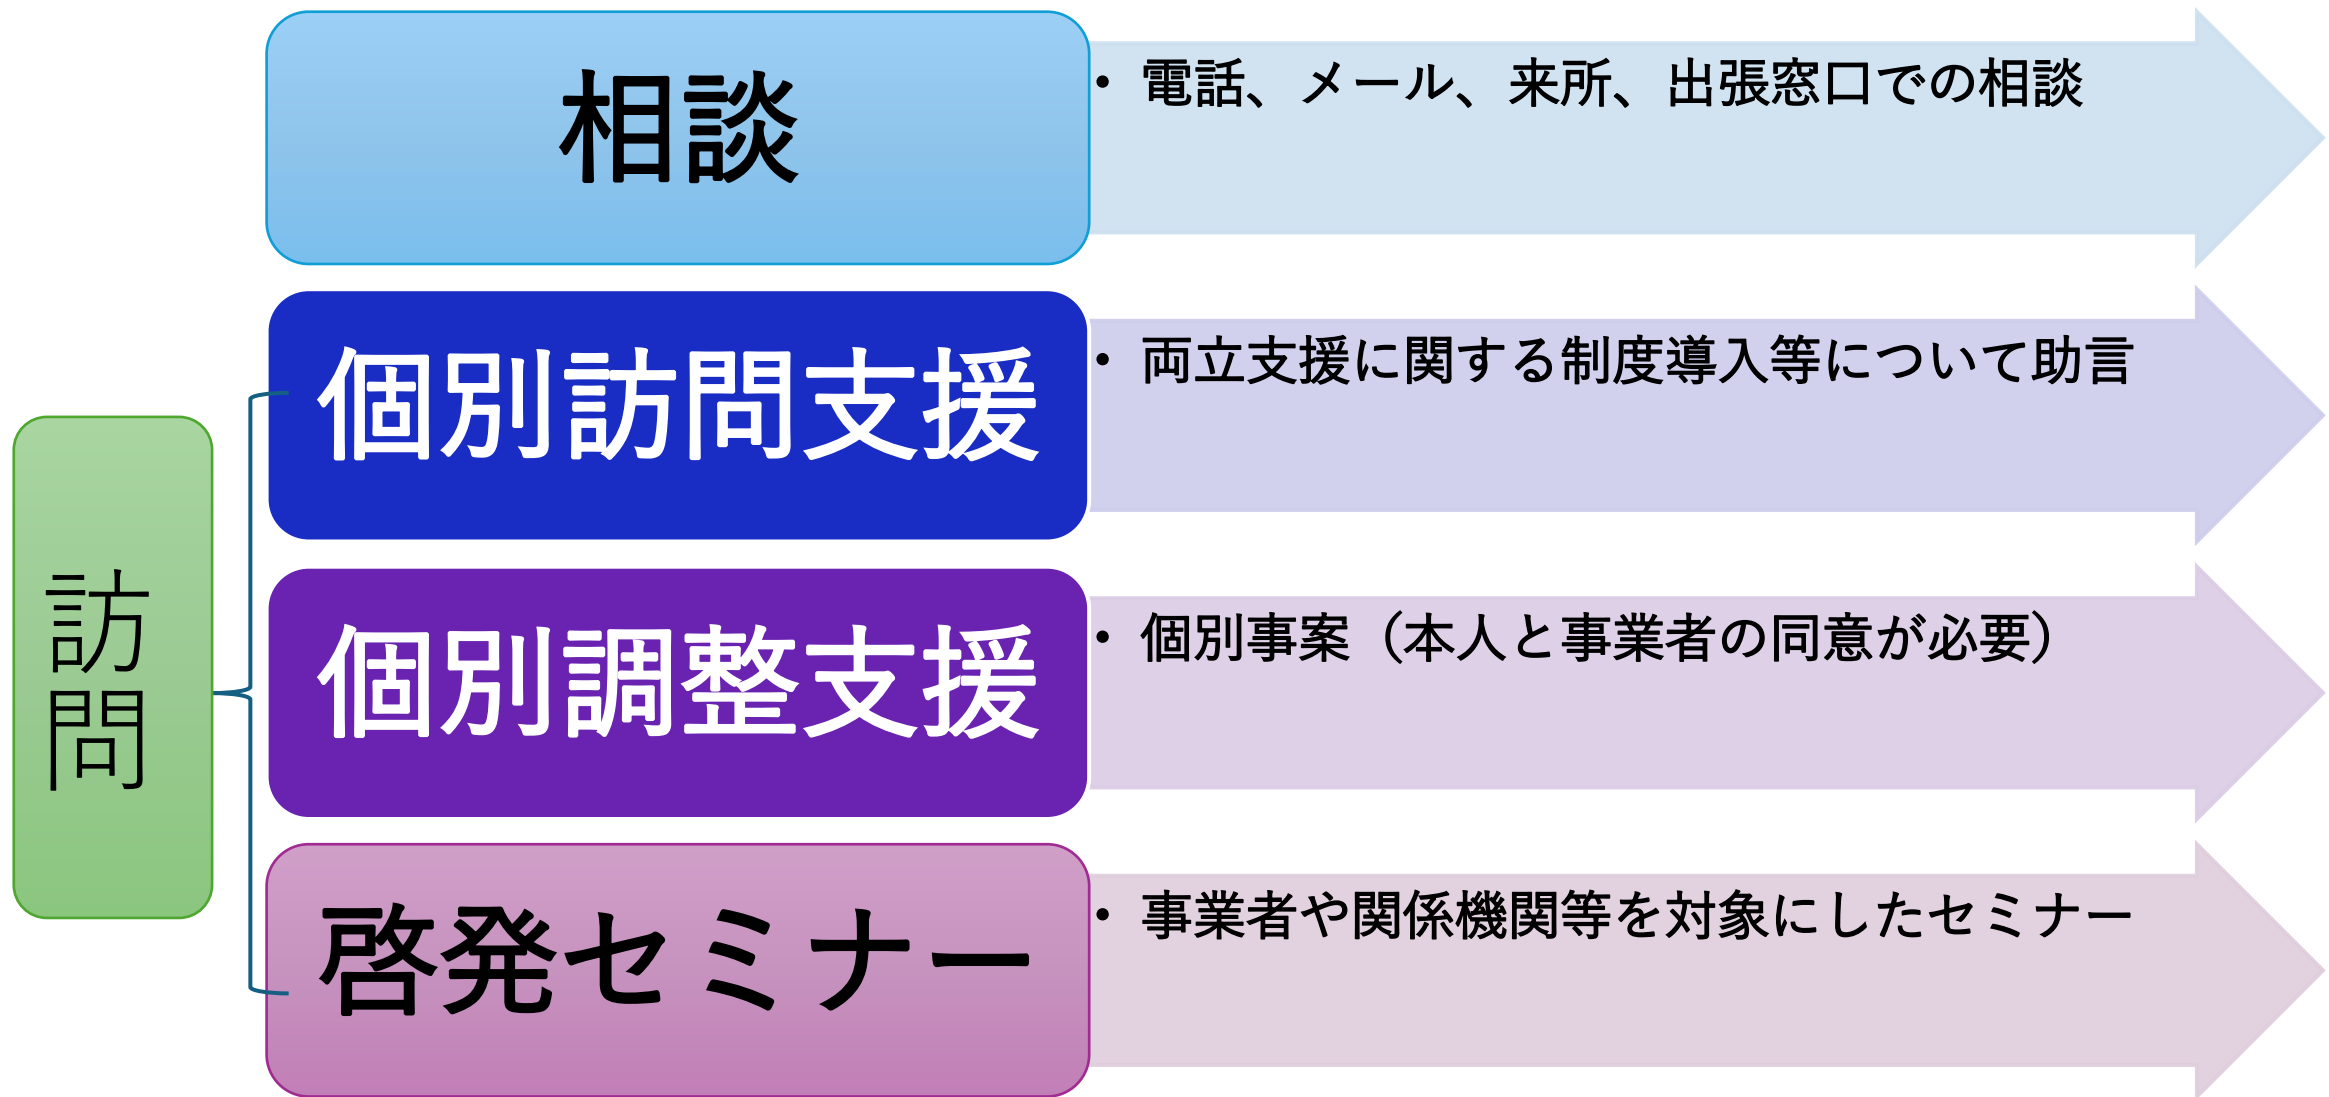 相談
• 電話、メール、来所、出張窓口での相談
訪問
個別訪問支援
• 両立支援に関する制度導入等について助言
個別調整支援
• 個別事案（本人と事業者の同意が必要）
啓発セミナー
• 事業者や関係機関等を対象にしたセミナー